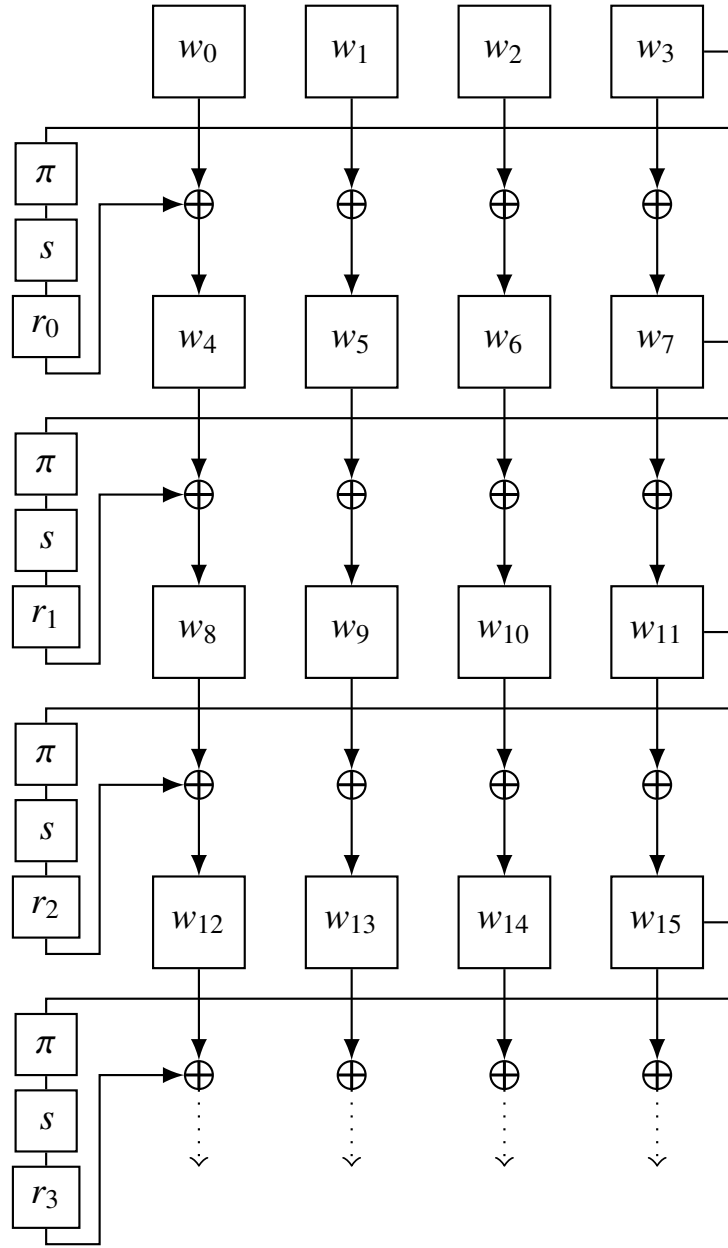 w₀ w₁ w₂ w₃
π
s
r₀
w₄ w₅ w₆ w₇
π
s
r₁
w₈ w₉ w₁₀ w₁₁
π
s
r₂
w₁₂ w₁₃ w₁₄ w₁₅
π
s
r₃